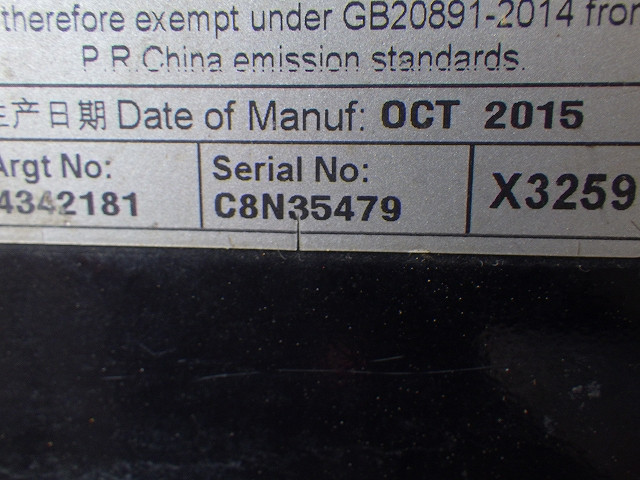 therefore exempt under GB20891-2014 from
P.R.China emission standards.
生产日期 Date of Manuf: OCT 2015
Argt No: Serial No: X3259
4342181 C8N35479